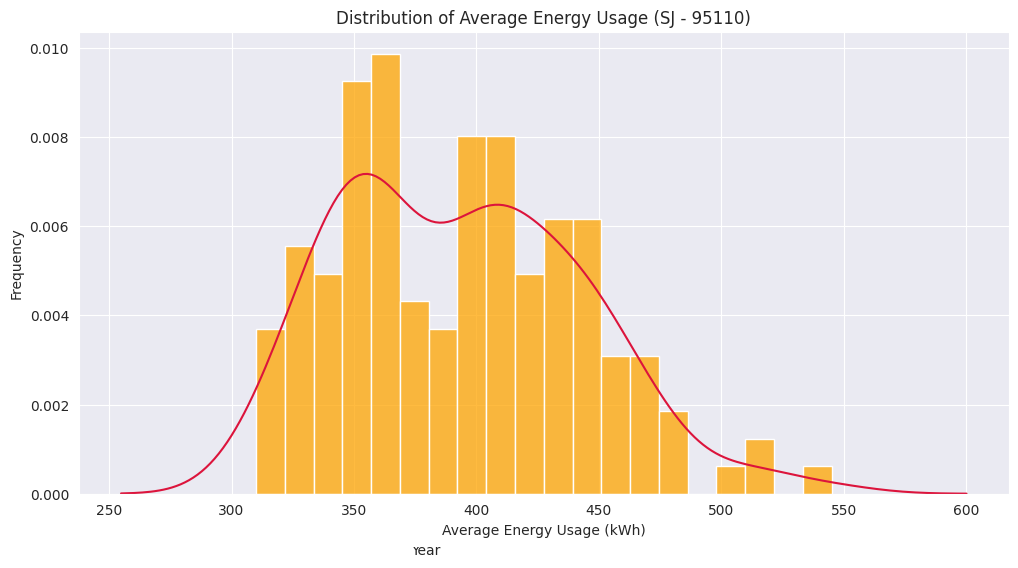 Distribution of Average Energy Usage (SJ - 95110)
0.010
0.008
0.006
0.004
0.002
0.000
Frequency
250 300 350 400 450 500 550 600
Average Energy Usage (kWh)
Year